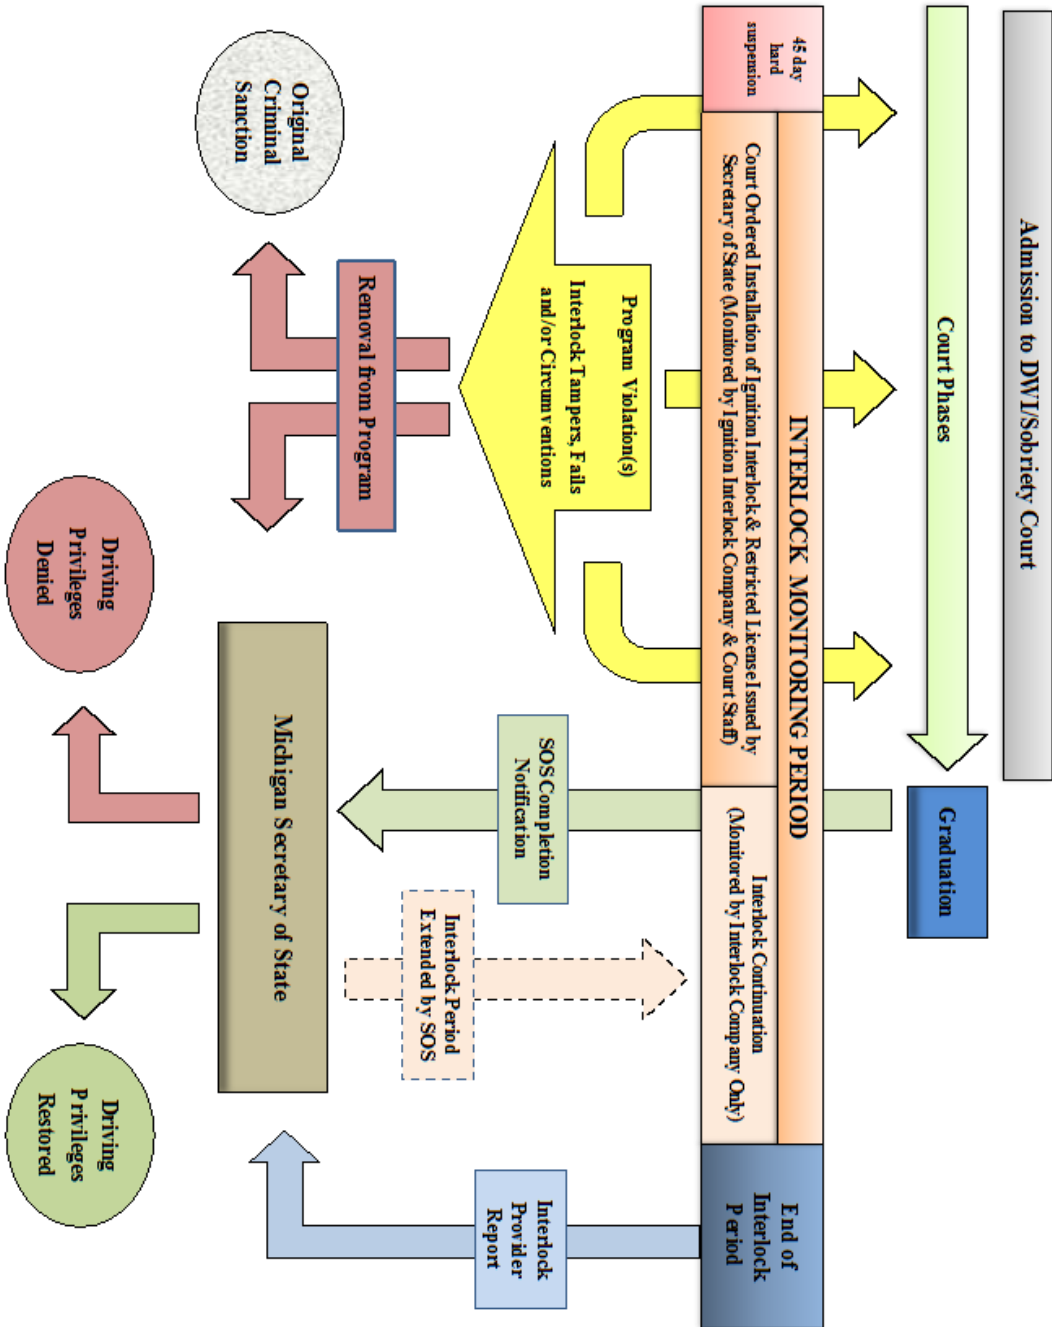 Admission to DWI/Sobriety Court
Court Phases
Graduation
45 day
hard
suspension
INTERLOCK MONITORING PERIOD
Court Ordered Installation of Ignition Interlock & Restricted License Issued by
Secretary of State (Monitored by Ignition Interlock Company & Court Staff)
Interlock Continuation
(Monitored by Interlock Company Only)
End of
Interlock
Period
Program Violation(s)
Interlock Tampers, Fails
and/or Circumventions
SOS Completion
Notification
Interlock Period
Extended by SOS
Interlock
Provider
Report
Removal from Program
Original
Criminal
Sanction
Michigan Secretary of State
Driving
Privileges
Denied
Driving
Privileges
Restored